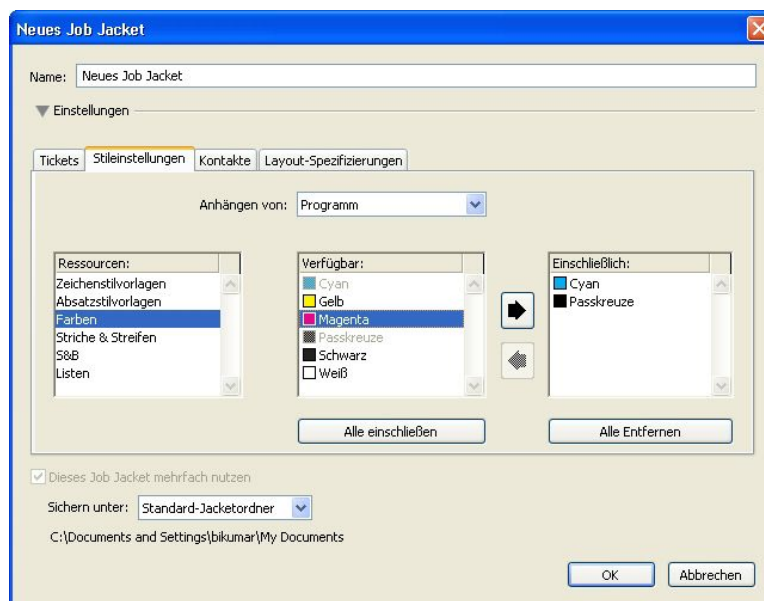 Neues Job Jacket
Name: Neues Job Jacket
Einstellungen
Tickets Stileinstellungen Kontakte Layout-Spezifizierungen
Anhängen von: Programm
Ressourcen:
Zeichenstilvorlagen
Absatzstilvorlagen
Farben
Striche & Streifen
S&B
Listen
Verfügbar:
Cyan
Gelb
Magenta
Passkreuze
Schwarz
Weiß
Alle einschließen
Einschließlich:
Cyan
Passkreuze
Alle Entfernen
Dieses Job Jacket mehrfach nutzen
Sichern unter: Standard-Jacketordner
C:\Documents and Settings\bikumar\My Documents
OK Abbrechen